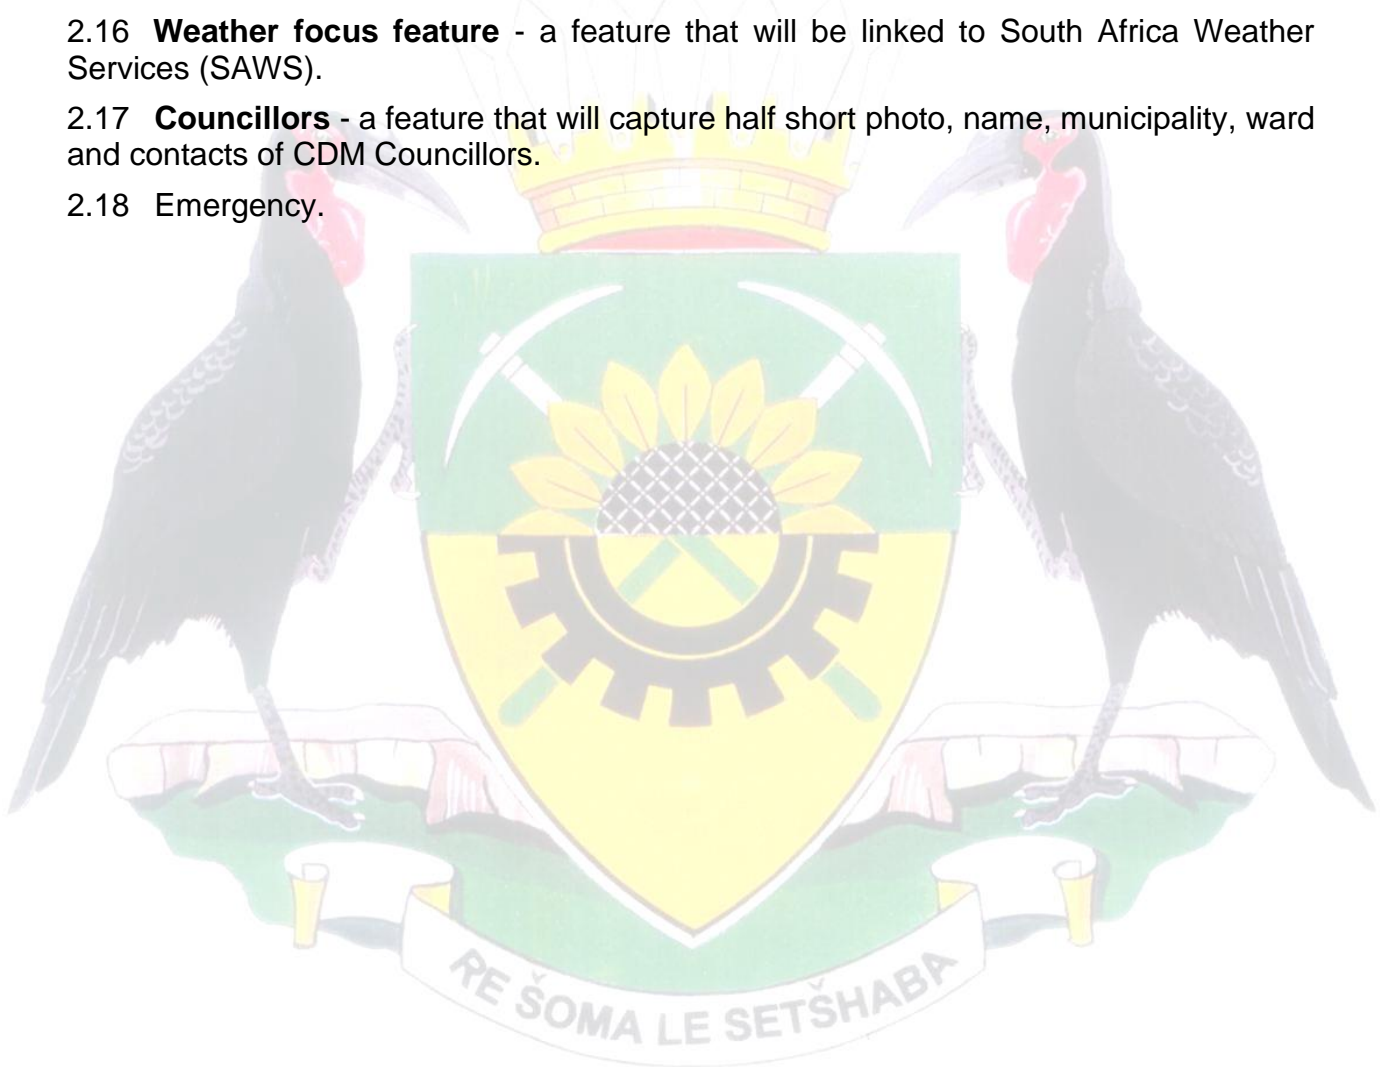 2.16 Weather focus feature - a feature that will be linked to South Africa Weather
Services (SAWS).
2.17 Councillors - a feature that will capture half short photo, name, municipality, ward
and contacts of CDM Councillors.
2.18 Emergency.
RE ŠOMA LE SETŠHABA